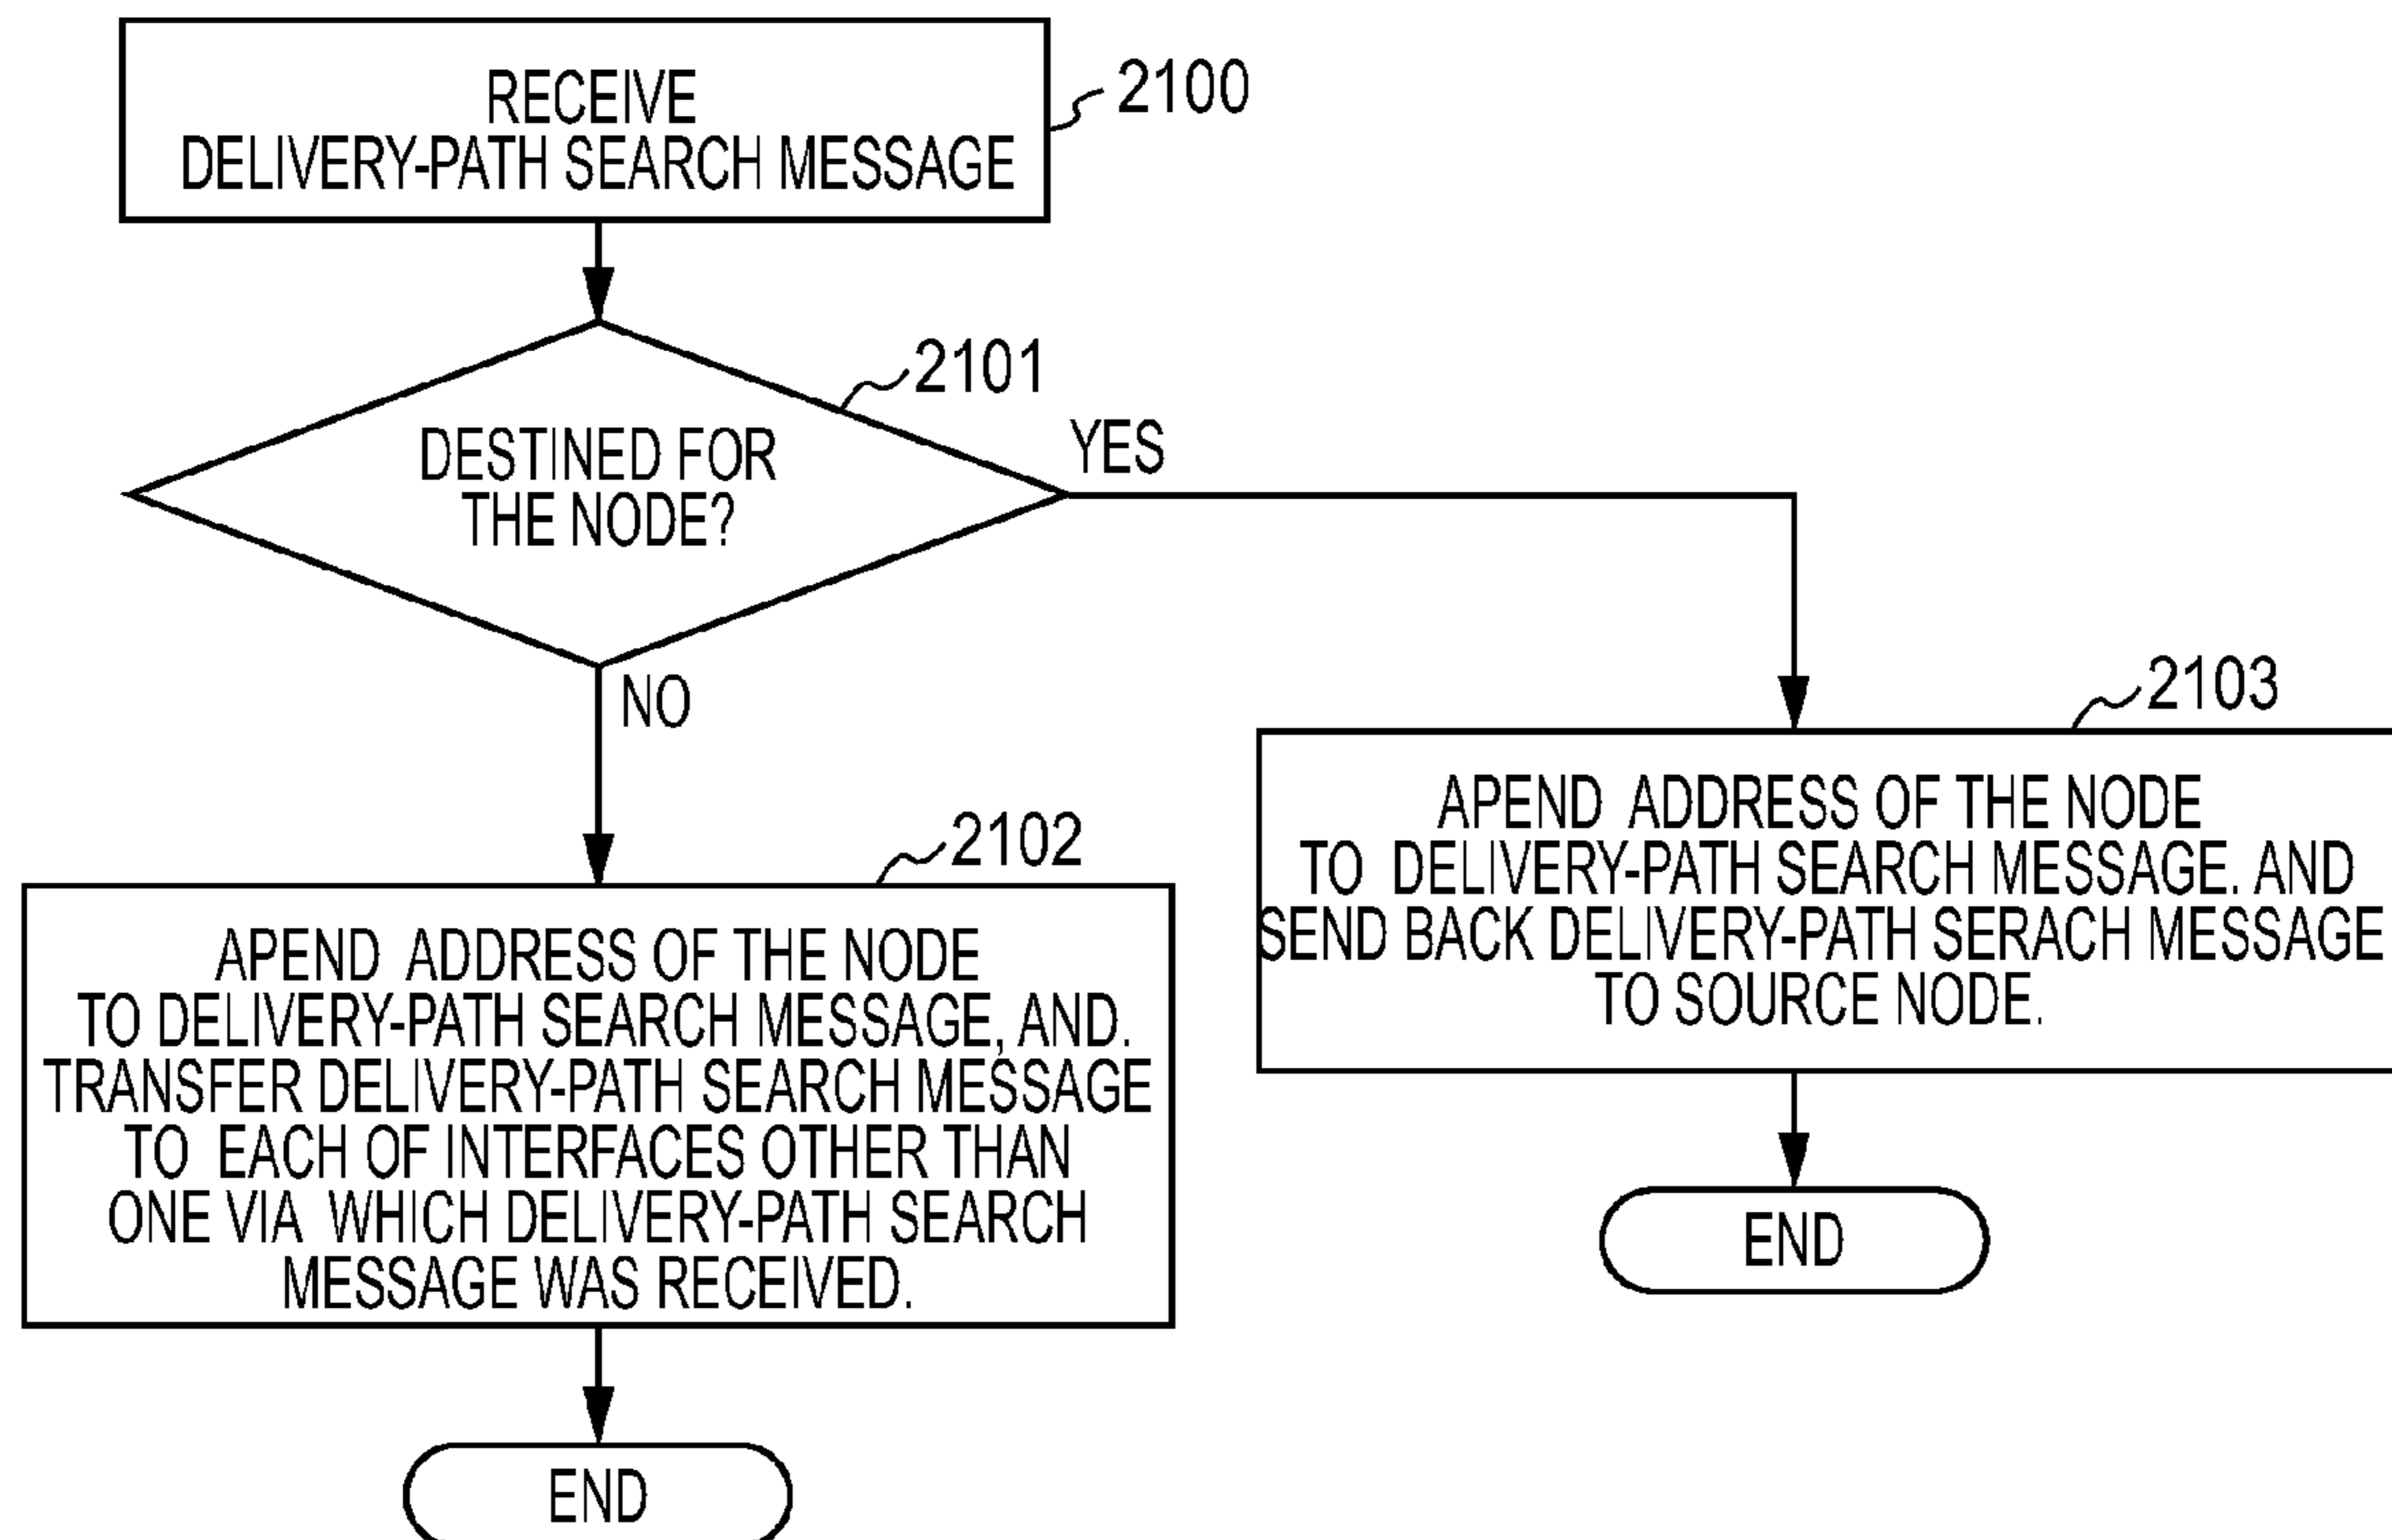 RECEIVE
DELIVERY-PATH SEARCH MESSAGE
2100
2101
DESTINED FOR
THE NODE?
YES
NO
2102
APEND ADDRESS OF THE NODE
TO DELIVERY-PATH SEARCH MESSAGE, AND.
TRANSFER DELIVERY-PATH SEARCH MESSAGE
TO EACH OF INTERFACES OTHER THAN
ONE VIA WHICH DELIVERY-PATH SEARCH
MESSAGE WAS RECEIVED.
END
2103
APEND ADDRESS OF THE NODE
TO DELIVERY-PATH SEARCH MESSAGE. AND
SEND BACK DELIVERY-PATH SERACH MESSAGE
TO SOURCE NODE.
END